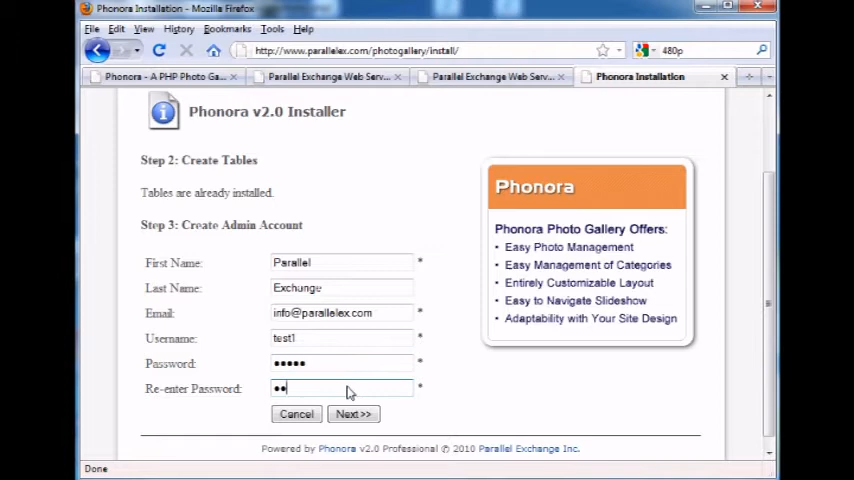 Phonora Installation - Mozilla Firefox
File Edit View History Bookmarks Tools Help
http://www.parallelex.com/photogallery/install/
480p
Phonora - A PHP Photo Ga...
Parallel Exchange Web Serv...
Parallel Exchange Web Serv...
Phonora Installation
Phonora v2.0 Installer
Step 2: Create Tables
Tables are already installed.
Step 3: Create Admin Account
First Name: Parallel *
Last Name: Exchunge
Email: info@parallelex.com *
Username: test1 *
Password: ••••• *
Re-enter Password: •• *
Cancel Next>>
Phonora
Phonora Photo Gallery Offers:
• Easy Photo Management
• Easy Management of Categories
• Entirely Customizable Layout
• Easy to Navigate Slideshow
• Adaptability with Your Site Design
Powered by Phonora v2.0 Professional © 2010 Parallel Exchange Inc.
Done